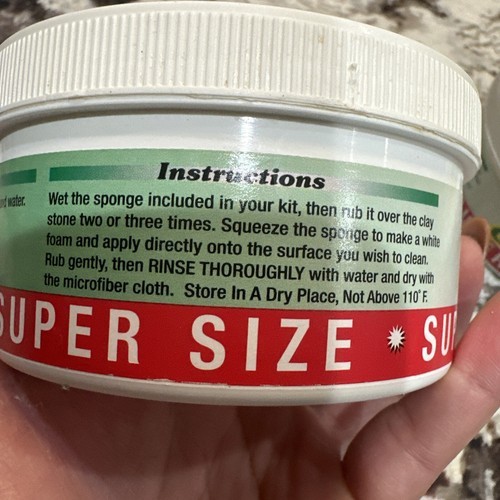 Instructions
water.
Wet the sponge included in your kit, then rub it over the clay
stone two or three times. Squeeze the sponge to make a white
foam and apply directly onto the surface you wish to clean.
Rub gently, then RINSE THOROUGHLY with water and dry with
the microfiber cloth. Store In A Dry Place, Not Above 110° F.
SUPER SIZE * SU